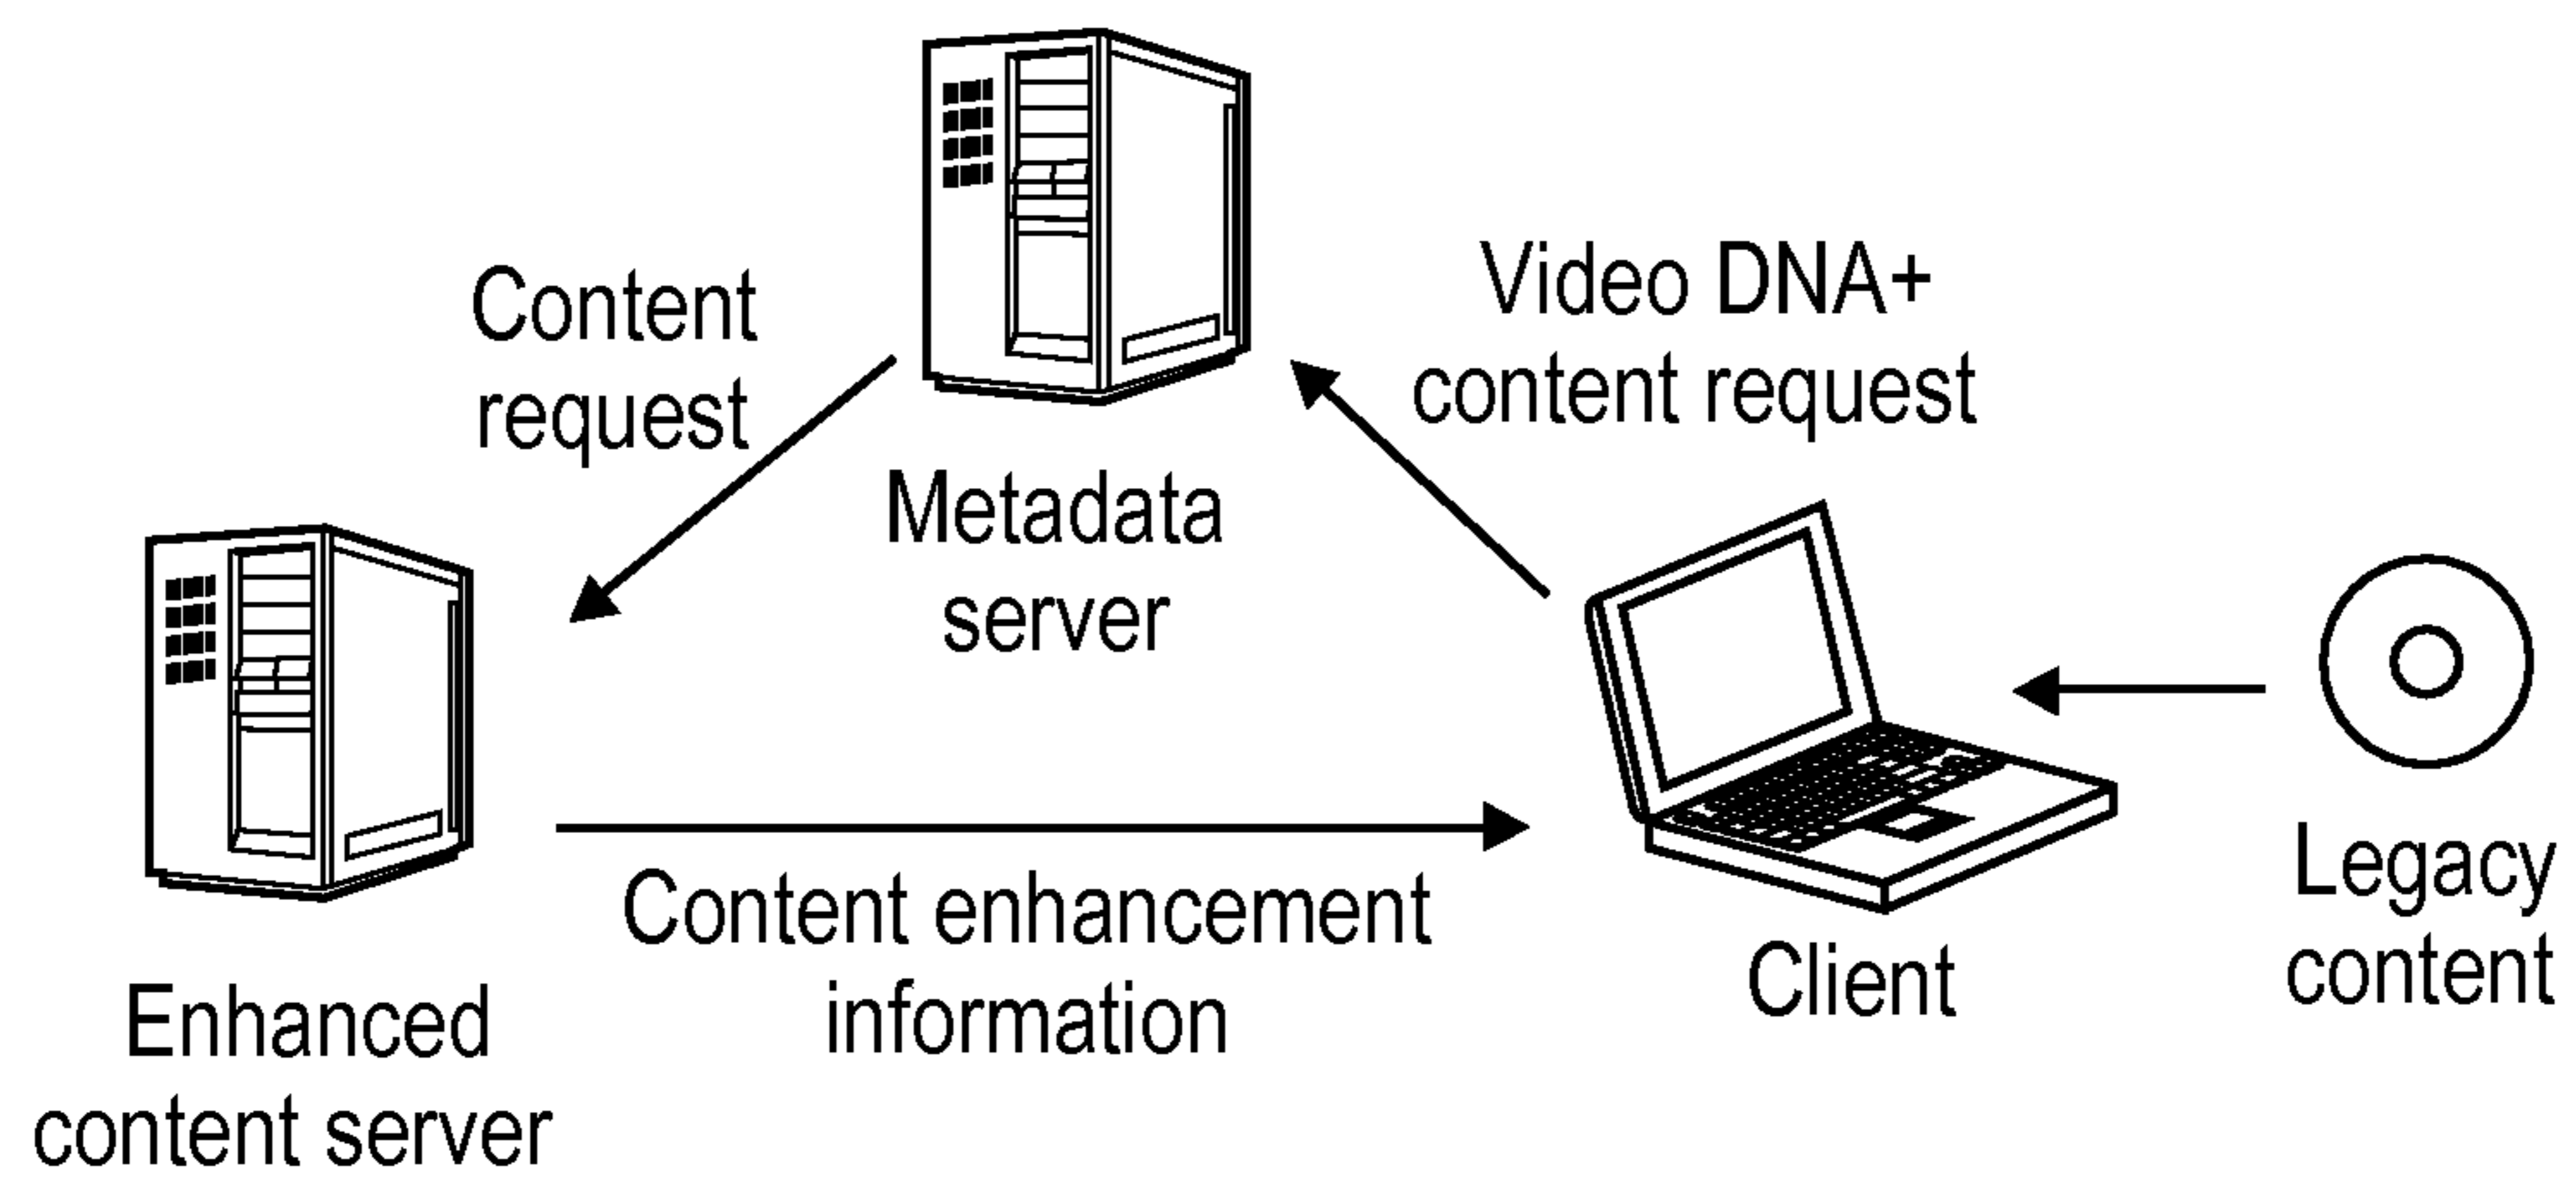 Content
request
Video DNA+
content request
Metadata
server
Content enhancement
information
Enhanced
content server
Client
Legacy
content